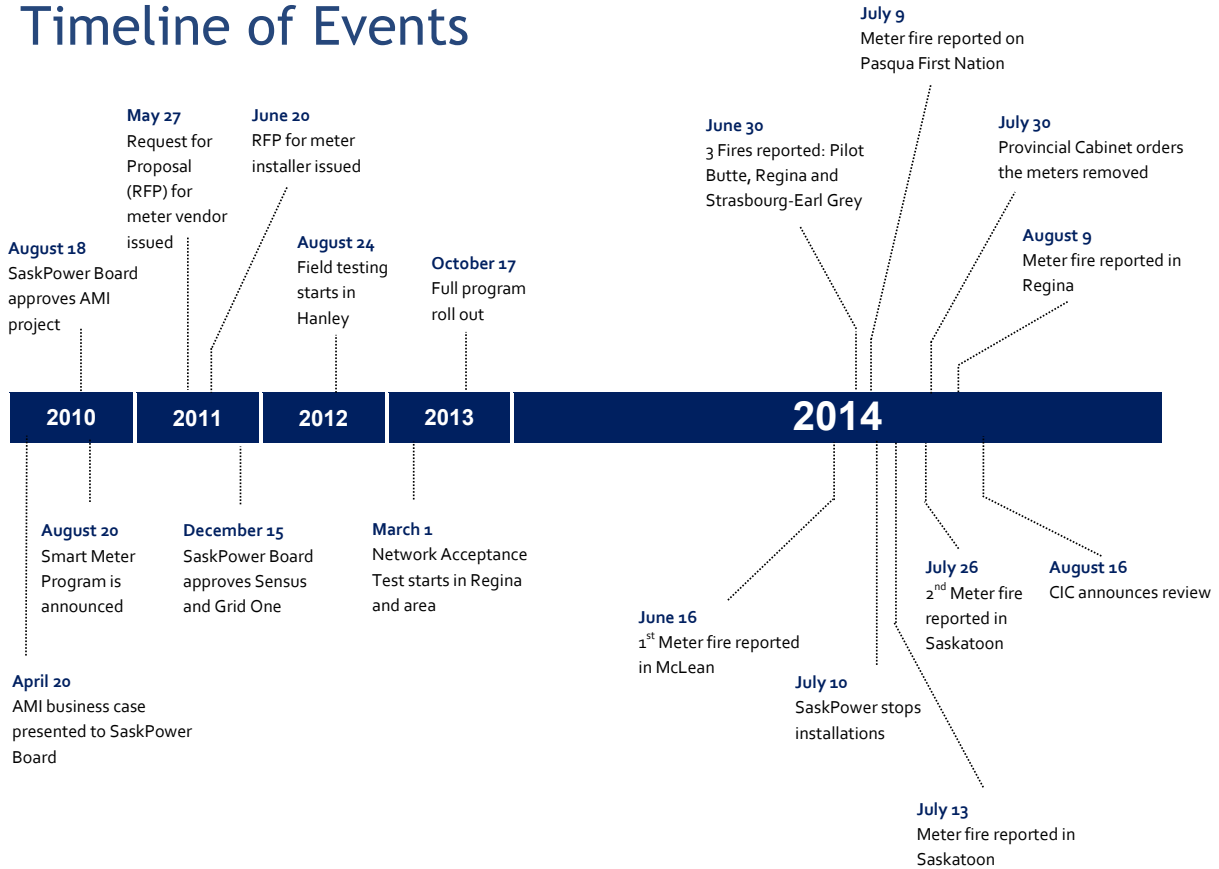 Timeline of Events
July 9
Meter fire reported on
Pasqua First Nation
May 27
Request for
Proposal
(RFP) for
meter vendor
issued
June 20
RFP for meter
installer issued
June 30
3 Fires reported: Pilot
Butte, Regina and
Strasbourg-Earl Grey
July 30
Provincial Cabinet orders
the meters removed
August 18
SaskPower Board
approves AMI
project
August 24
Field testing
starts in
Hanley
October 17
Full program
roll out
August 9
Meter fire reported in
Regina
2010
2011
2012
2013
2014
August 20
Smart Meter
Program is
announced
December 15
SaskPower Board
approves Sensus
and Grid One
March 1
Network Acceptance
Test starts in Regina
and area
June 16
1st Meter fire reported
in McLean
July 26
2nd Meter fire
reported in
Saskatoon
August 16
CIC announces review
April 20
AMI business case
presented to SaskPower
Board
July 10
SaskPower stops
installations
July 13
Meter fire reported in
Saskatoon